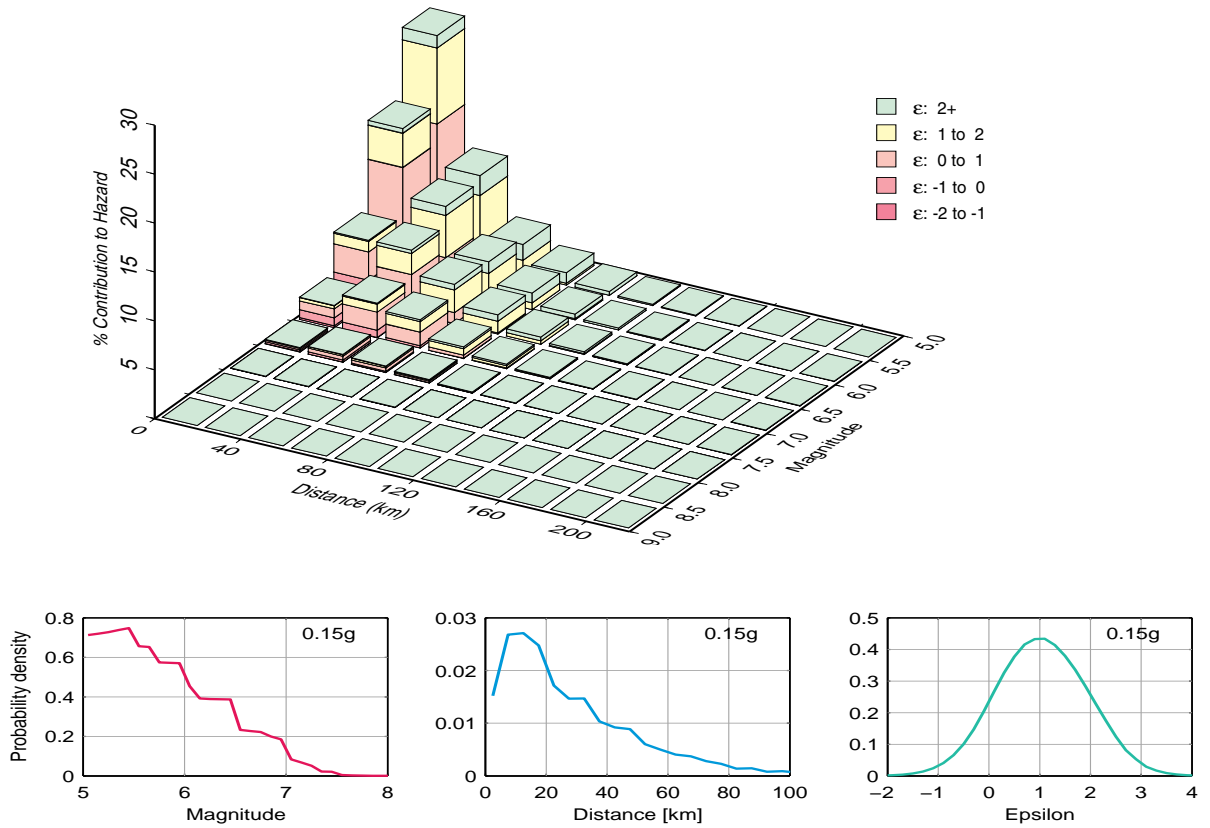 % Contribution to Hazard
30
25
20
15
10
5
0
40
80
120
160
200
Distance (km)
5.0
5.5
6.0
6.5
7.0
7.5
8.0
8.5
9.0
Magnitude
ε: 2+
ε: 1 to 2
ε: 0 to 1
ε: -1 to 0
ε: -2 to -1
Probability density
0.8
0.6
0.4
0.2
0
5 6 7 8
Magnitude
0.15g
0.03
0.02
0.01
0
0 20 40 60 80 100
Distance [km]
0.15g
0.5
0.4
0.3
0.2
0.1
0
−2 −1 0 1 2 3 4
Epsilon
0.15g